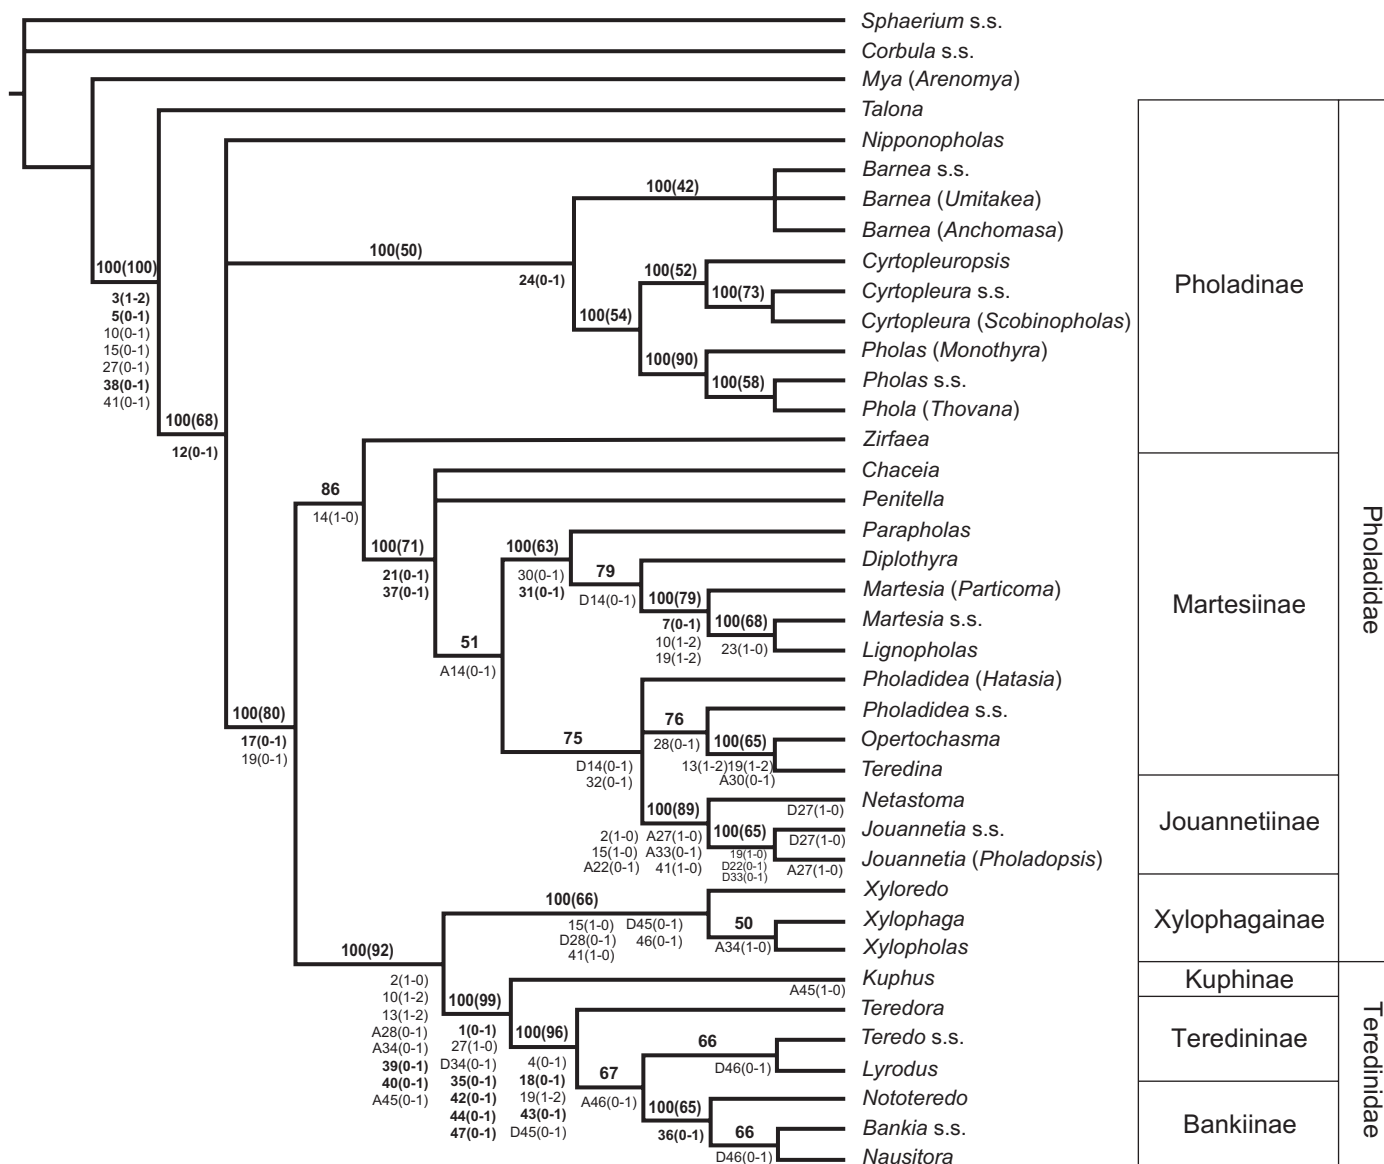 Sphaerium s.s.
Corbula s.s.
Mya (Arenomya)
Talona
Nipponopholas
Barnea s.s.
Barnea (Umitakea)
Barnea (Anchomasa)
Cyrtopleuropsis
Cyrtopleura s.s.
Cyrtopleura (Scobinopholas)
Pholas (Monothyra)
Pholas s.s.
Phola (Thovana)
Zirfaea
Chaceia
Penitella
Parapholas
Diplothyra
Martesia (Particoma)
Martesia s.s.
Lignopholas
Pholadidea (Hatasia)
Pholadidea s.s.
Opertochasma
Teredina
Netastoma
Jouannetia s.s.
Jouannetia (Pholadopsis)
Xyloredo
Xylophaga
Xylopholas
Kuphus
Teredora
Teredo s.s.
Lyrodus
Nototeredo
Bankia s.s.
Nausitora
Pholadinae
Martesiinae
Jouannetiinae
Xylophagainae
Kuphinae
Teredininae
Bankiinae
Pholadidae
Teredinidae
100(100)
3(1-2)
5(0-1)
10(0-1)
15(0-1)
27(0-1)
38(0-1)
41(0-1)
100(68)
12(0-1)
100(50)
24(0-1)
100(42)
100(54)
100(52)
100(73)
100(90)
100(58)
100(80)
17(0-1)
19(0-1)
86
14(1-0)
100(71)
21(0-1)
37(0-1)
51
A14(0-1)
100(63)
30(0-1)
31(0-1)
79
D14(0-1)
100(79)
7(0-1)
10(1-2)
19(1-2)
100(68)
23(1-0)
75
D14(0-1)
32(0-1)
76
28(0-1)
100(65)
13(1-2)19(1-2)
A30(0-1)
100(89)
2(1-0) A27(1-0)
15(1-0) A33(0-1)
A22(0-1) 41(1-0)
D27(1-0)
100(65)
19(1-0)
D22(0-1)
D33(0-1)
D27(1-0)
A27(1-0)
100(92)
2(1-0)
10(1-2)
13(1-2)
A28(0-1)
A34(0-1)
39(0-1)
40(0-1)
A45(0-1)
100(66)
15(1-0) D45(0-1)
D28(0-1) 46(0-1)
41(1-0)
50
A34(1-0)
100(99)
1(0-1)
27(1-0)
D34(0-1)
35(0-1)
42(0-1)
44(0-1)
47(0-1)
A45(1-0)
100(96)
4(0-1)
18(0-1)
19(1-2)
43(0-1)
D45(0-1)
67
A46(0-1)
66
D46(0-1)
100(65)
36(0-1)
66
D46(0-1)